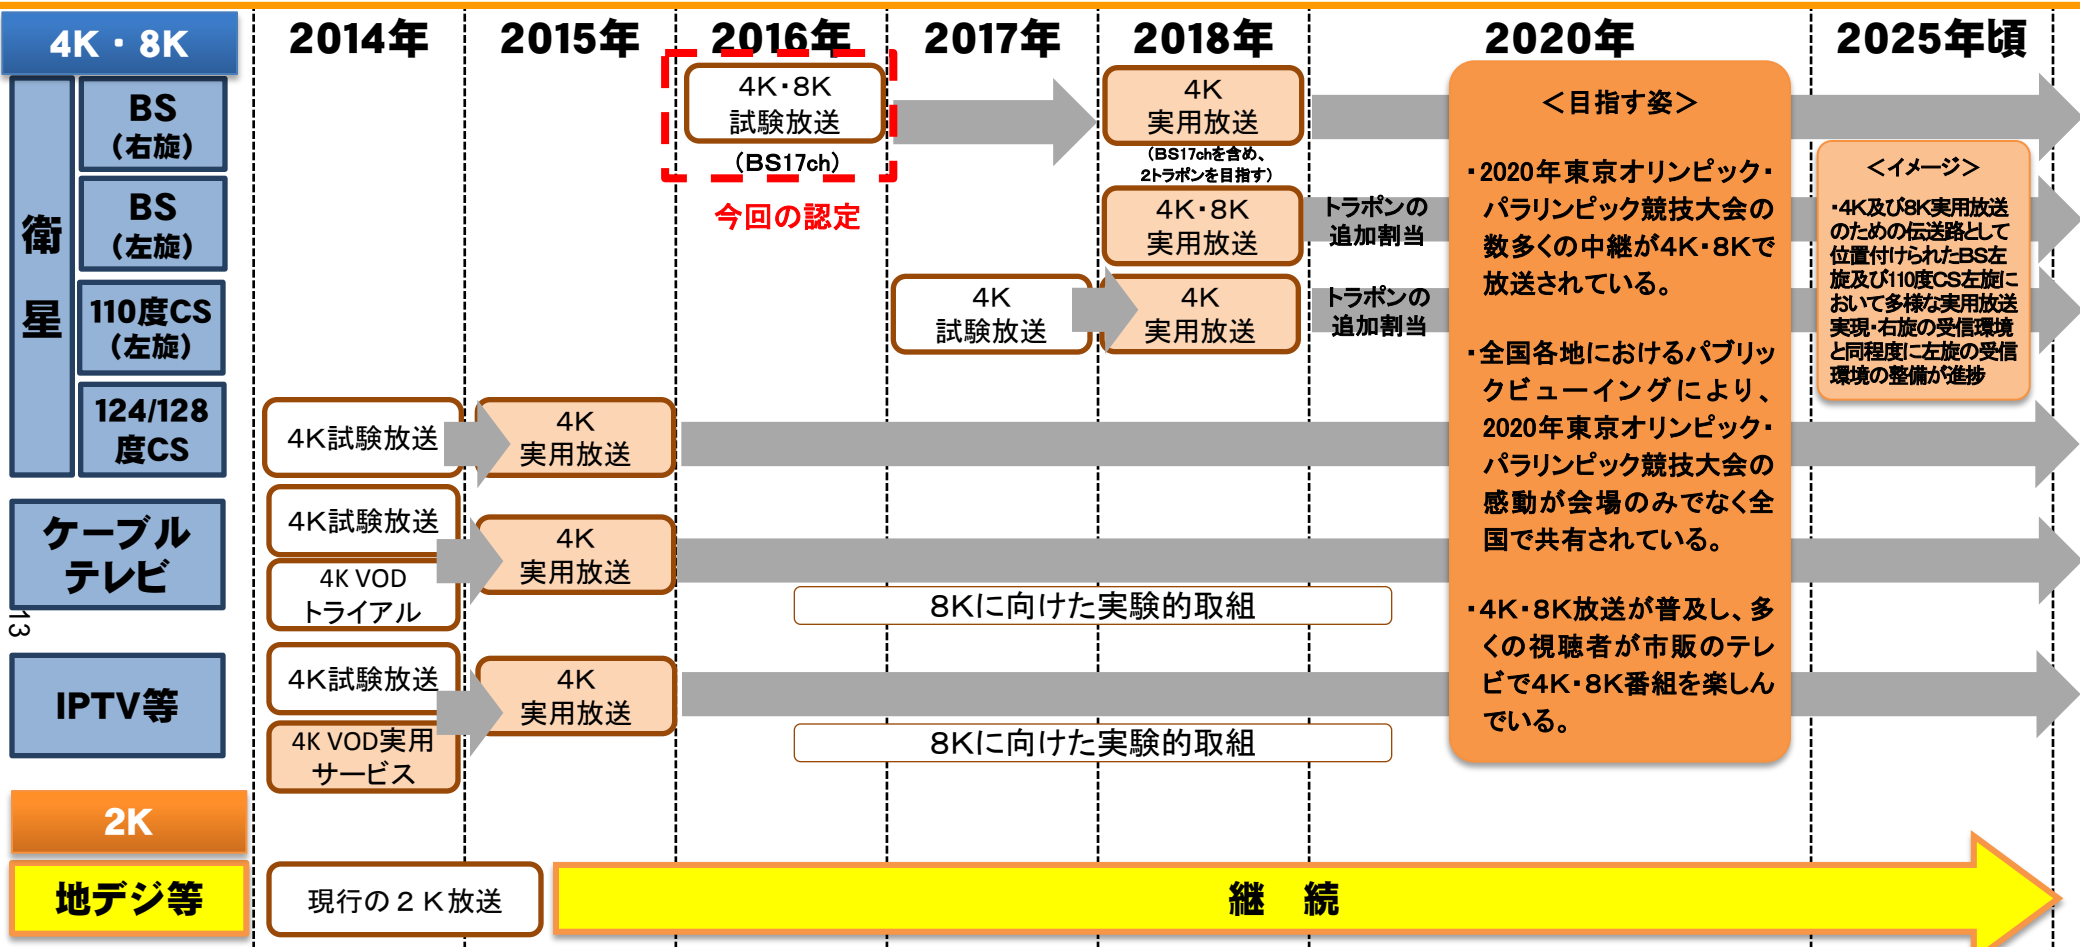 4K・8K
2014年
2015年
2016年
2017年
2018年
2020年
2025年頃
衛星
BS
(右旋)
4K・8K
試験放送
(BS17ch)
今回の認定
4K
実用放送
(BS17chを含め、
2トラポンを目指す)
BS
(左旋)
4K・8K
実用放送
トラポンの
追加割当
110度CS
(左旋)
4K
試験放送
4K
実用放送
トラポンの
追加割当
124/128
度CS
4K試験放送
4K
実用放送
ケーブル
テレビ
4K試験放送
4K VOD
トライアル
4K
実用放送
8Kに向けた実験的取組
IPTV等
4K試験放送
4K VOD実用
サービス
4K
実用放送
8Kに向けた実験的取組
＜目指す姿＞
・2020年東京オリンピック・
パラリンピック競技大会の
数多くの中継が4K・8Kで
放送されている。
・全国各地におけるパブリッ
クビューイングにより、
2020年東京オリンピック・
パラリンピック競技大会の
感動が会場のみでなく全
国で共有されている。
・4K・8K放送が普及し、多
くの視聴者が市販のテレ
ビで4K・8K番組を楽しん
でいる。
＜イメージ＞
・4K及び8K実用放送
のための伝送路として
位置付けられたBS左
旋及び110度CS左旋に
おいて多様な実用放送
実現・右旋の受信環境
と同程度に左旋の受信
環境の整備が進捗
13
2K
地デジ等
現行の２Ｋ放送
継　続